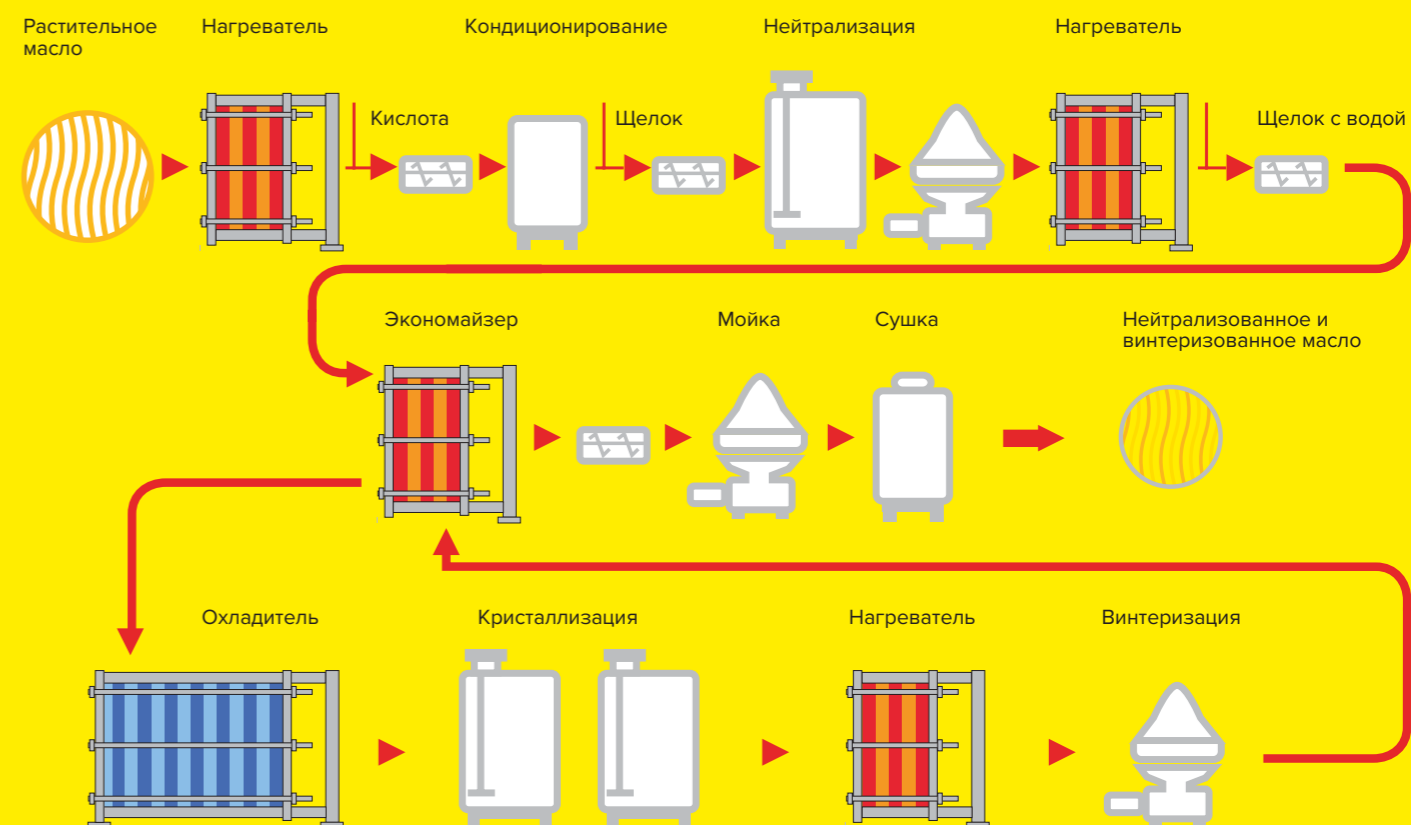 Растительное
масло
Нагреватель
Кондиционирование
Нейтрализация
Нагреватель
Кислота
Щелок
Щелок с водой
Экономайзер
Мойка
Сушка
Нейтрализованное и
винтеризованное масло
Охладитель
Кристаллизация
Нагреватель
Винтеризация